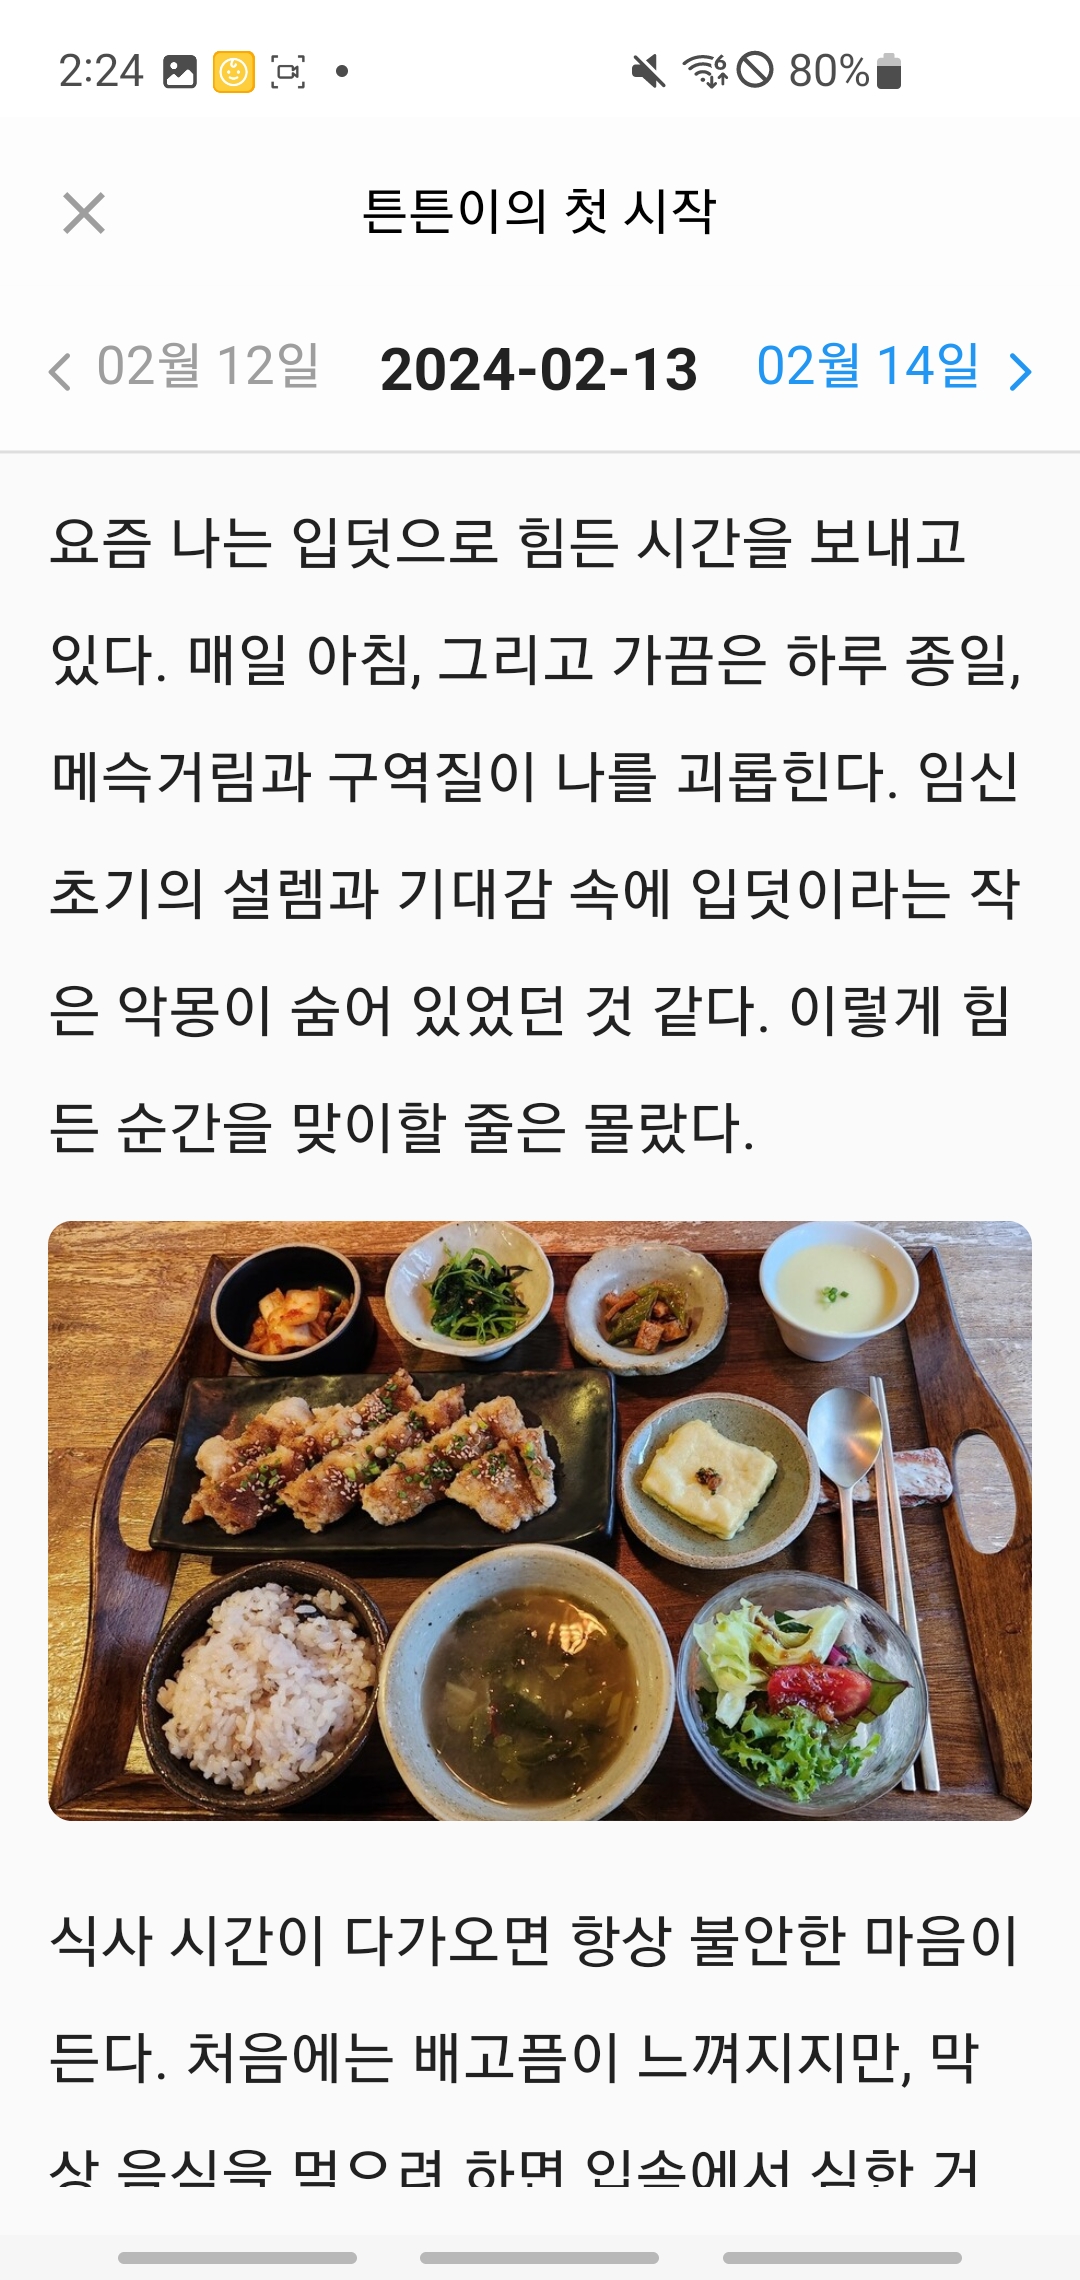 2:24
80%
튼튼이의 첫 시작
02월 12일
2024-02-13
02월 14일
요즘 나는 입덧으로 힘든 시간을 보내고
있다. 매일 아침, 그리고 가끔은 하루 종일,
메슥거림과 구역질이 나를 괴롭힌다. 임신
초기의 설렘과 기대감 속에 입덧이라는 작
은 악몽이 숨어 있었던 것 같다. 이렇게 힘
든 순간을 맞이할 줄은 몰랐다.
식사 시간이 다가오면 항상 불안한 마음이
든다. 처음에는 배고픔이 느껴지지만, 막
상 음식을 먹으려 하면 입속에서 심한 거